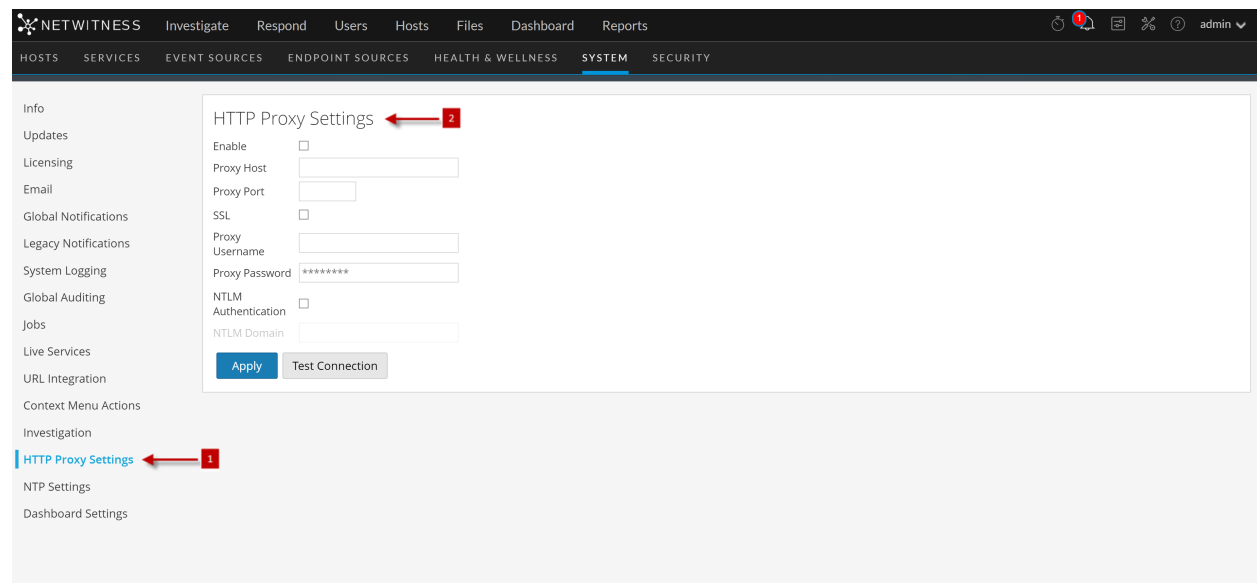 NETWITNESS Investigate Respond Users Hosts Files Dashboard Reports 1 admin
HOSTS SERVICES EVENT SOURCES ENDPOINT SOURCES HEALTH & WELLNESS SYSTEM SECURITY
Info
Updates
Licensing
Email
Global Notifications
Legacy Notifications
System Logging
Global Auditing
Jobs
Live Services
URL Integration
Context Menu Actions
Investigation
HTTP Proxy Settings 1
NTP Settings
Dashboard Settings
HTTP Proxy Settings 2
Enable
Proxy Host
Proxy Port
SSL
Proxy
Username
Proxy Password ********
NTLM
Authentication
NTLM Domain
Apply Test Connection